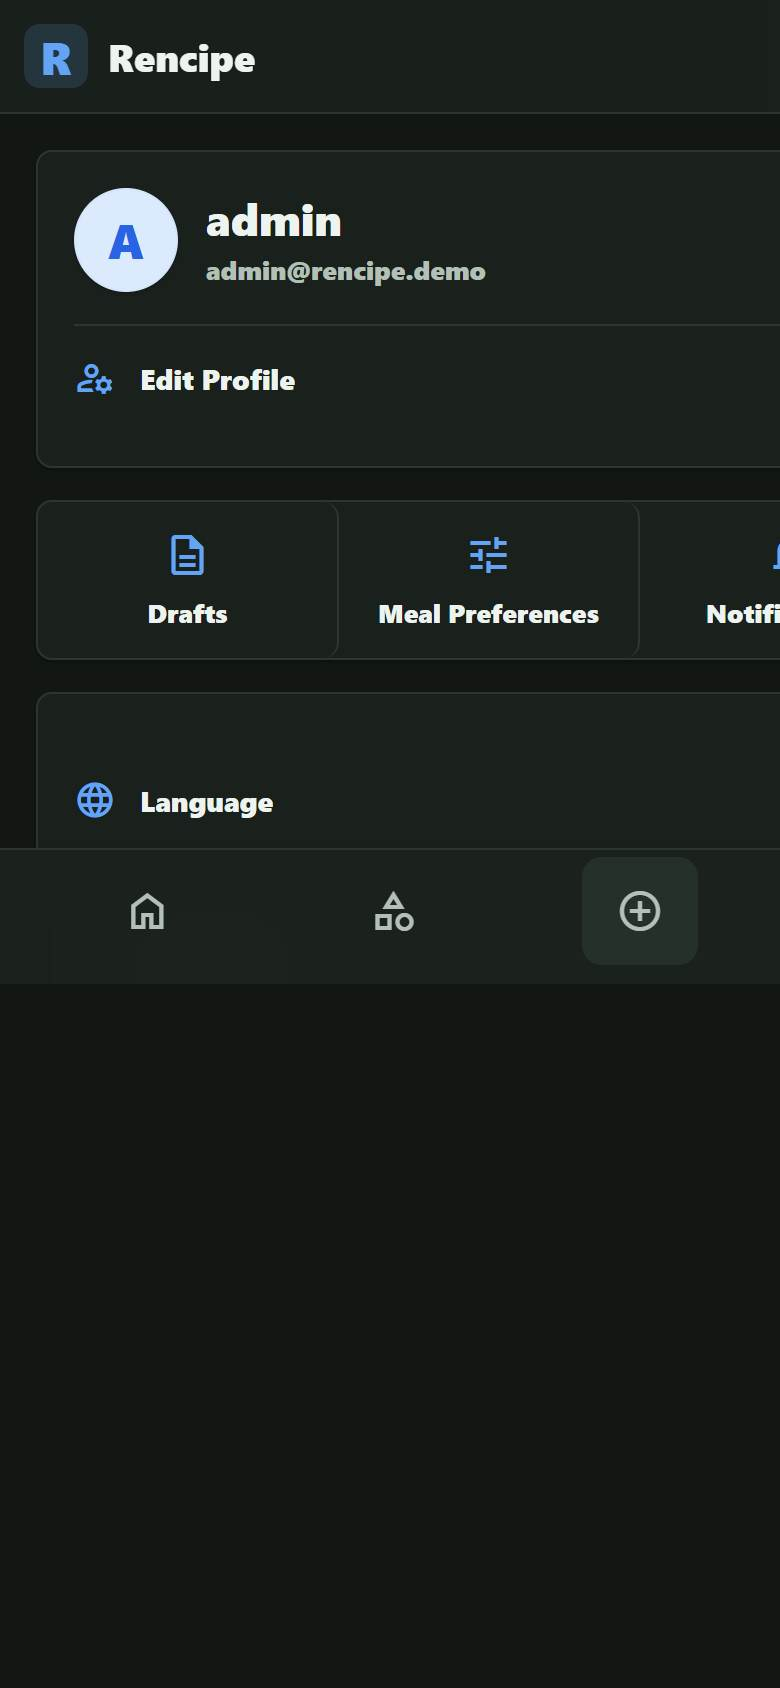 R Rencipe
A
admin
admin@rencipe.demo
Edit Profile
Drafts
Meal Preferences
Language